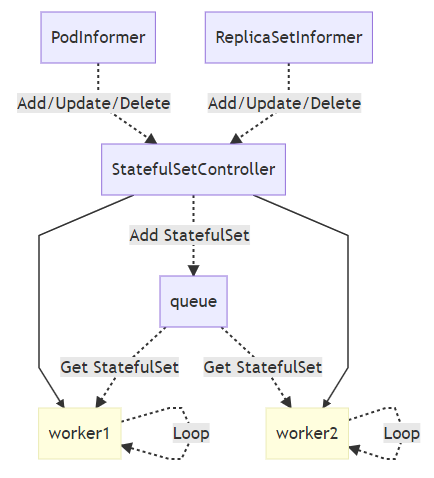 PodInformer
ReplicaSetInformer
Add/Update/Delete
Add/Update/Delete
StatefulSetController
Add StatefulSet
queue
Get StatefulSet
Get StatefulSet
worker1
Loop
worker2
Loop